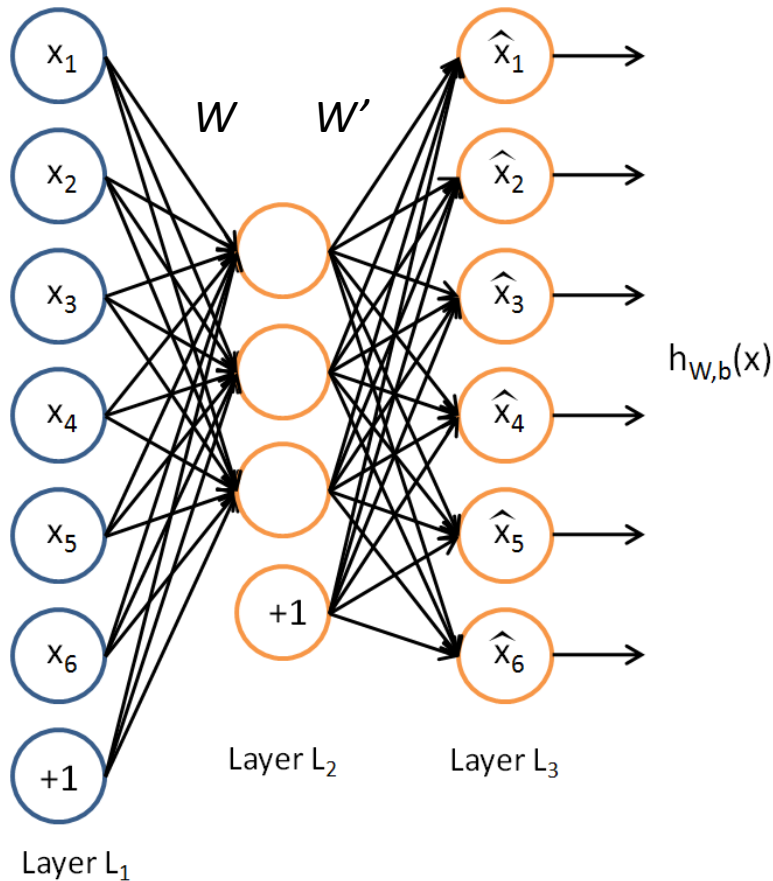 x1
x2
x3
x4
x5
x6
+1
Layer L1
W
W’
+1
Layer L2
x̂1
x̂2
x̂3
x̂4
x̂5
x̂6
Layer L3
hW,b(x)